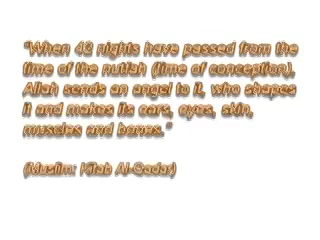 "When 42 nights have passed from the
time of the nutfah (time of conception),
Allah sends an angel to it, who shapes
it and makes its ears, eyes, skin,
muscles and bones."
(Muslim: Kitab Al-Qadar)